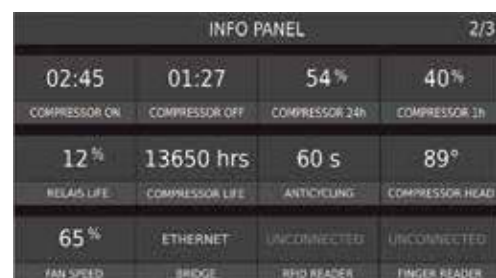 INFO PANEL 2/3
02:45 01:27 54% 40%
COMPRESSOR ON COMPRESSOR OFF COMPRESSOR 24h COMPRESSOR 1h
12% 13650 hrs 60 s 89°
RELAIS LIFE COMPRESSOR LIFE ANTICYCLING COMPRESSOR HEAD
65% ETHERNET UNCONNECTED UNCONNECTED
FAN SPEED BRIDGE RFID READER FINGER READER